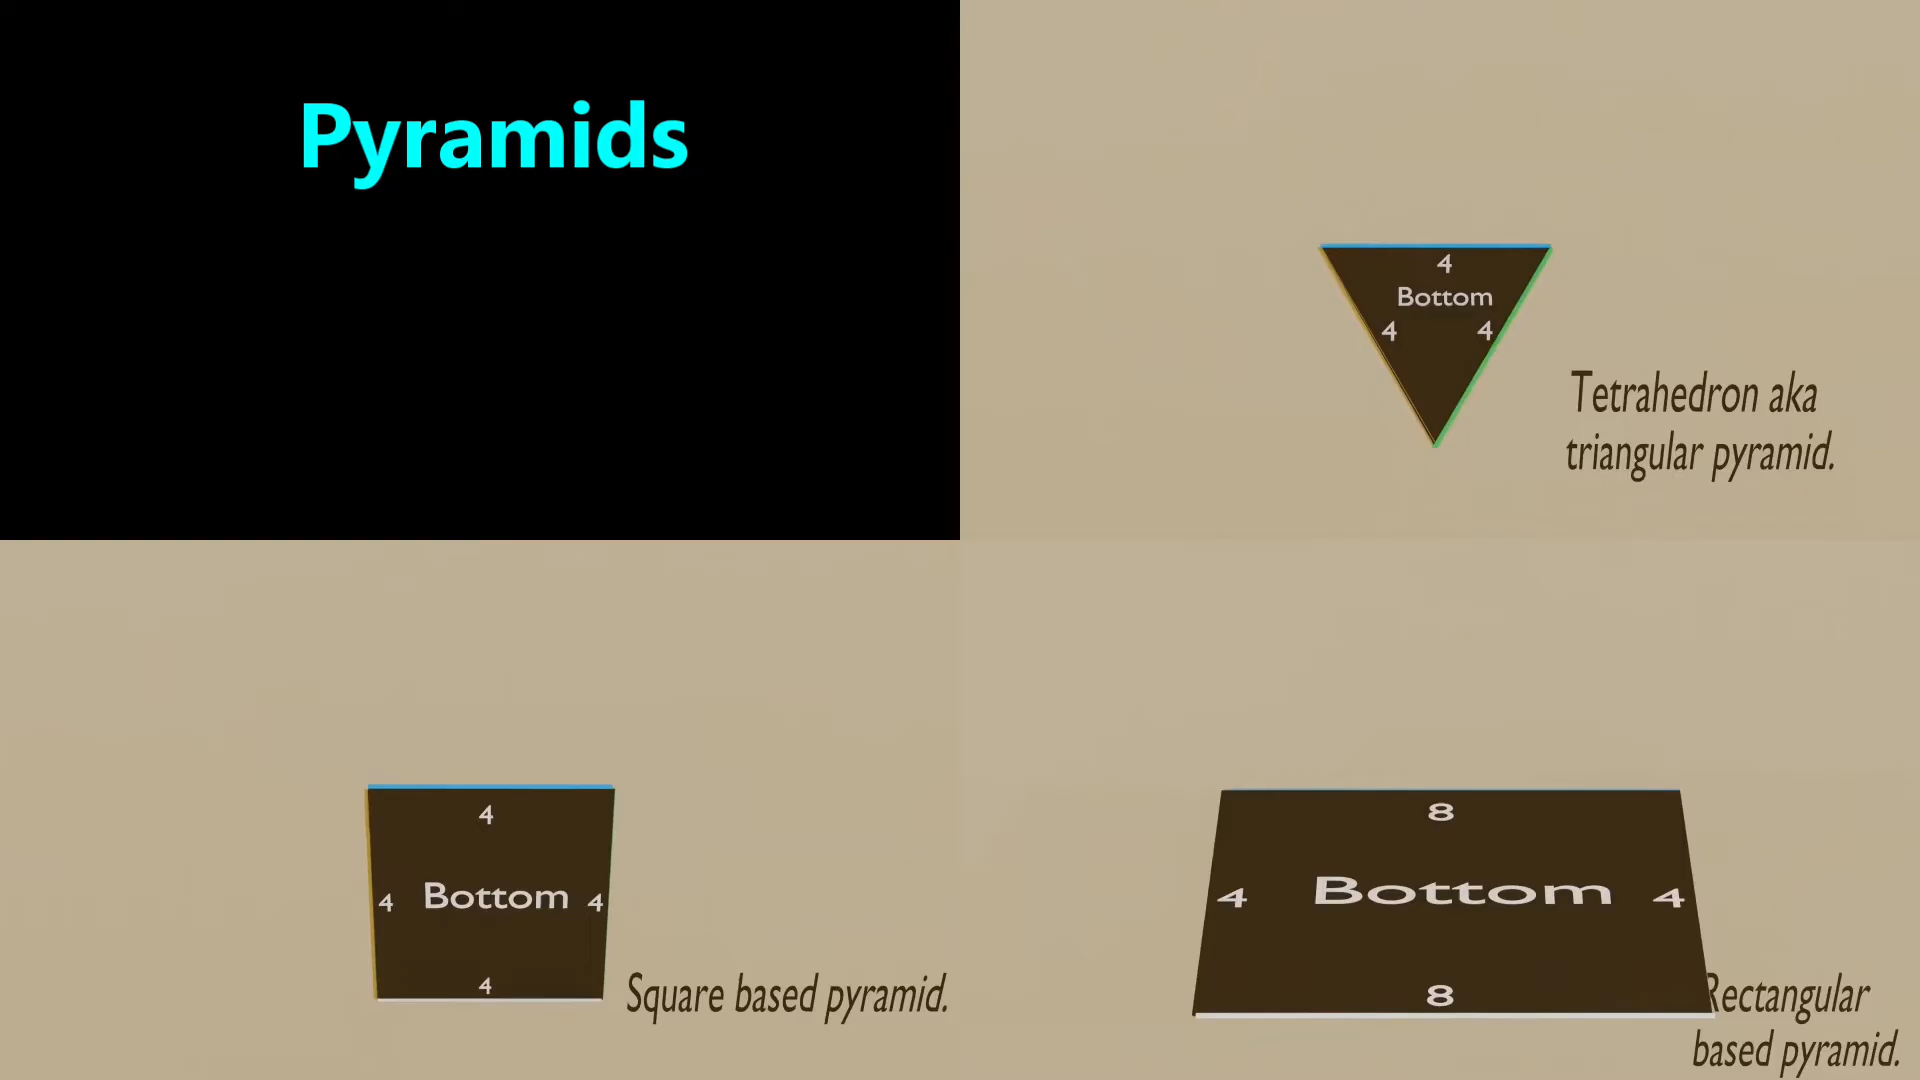 Pyramids
4
Bottom
4 4
Tetrahedron aka
triangular pyramid.
4
4 Bottom 4
4
Square based pyramid.
8
4 Bottom 4
8
Rectangular
based pyramid.